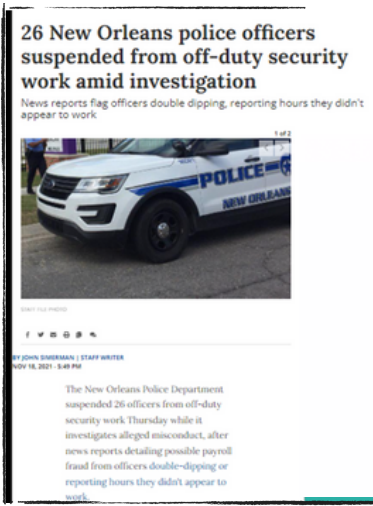 26 New Orleans police officers
suspended from off-duty security
work amid investigation
News reports flag officers double dipping, reporting hours they didn't
appear to work
1 of 2
POLICE
NEW ORLEANS
BY JOHN SIMERMAN | STAFF WRITER
NOV 18, 2021 - 5:49 PM
The New Orleans Police Department
suspended 26 officers from off-duty
security work Thursday while it
investigates alleged misconduct, after
news reports detailing possible payroll
fraud from officers double-dipping or
reporting hours they didn't appear to
work.